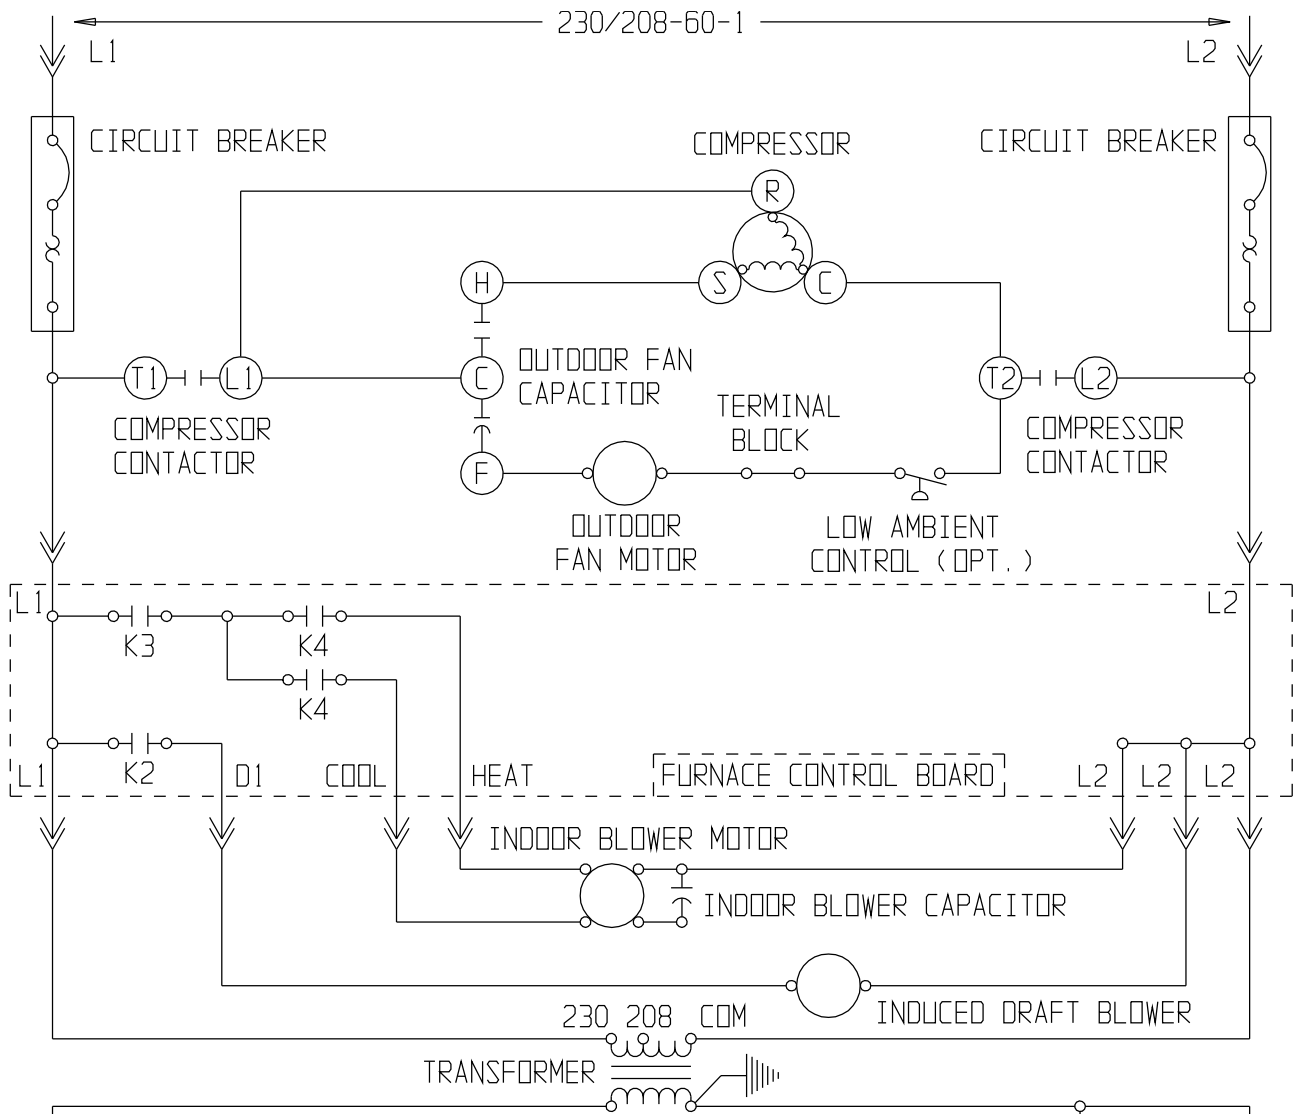 230/208-60-1
L1
L2
CIRCUIT BREAKER
COMPRESSOR
CIRCUIT BREAKER
R
H
S
C
T1
L1
C
OUTDOOR FAN
CAPACITOR
T2
L2
COMPRESSOR
CONTACTOR
TERMINAL
BLOCK
COMPRESSOR
CONTACTOR
F
OUTDOOR
FAN MOTOR
LOW AMBIENT
CONTROL (OPT.)
L1
L2
K3
K4
K4
L1
K2
D1
COOL
HEAT
FURNACE CONTROL BOARD
L2
L2
L2
INDOOR BLOWER MOTOR
INDOOR BLOWER CAPACITOR
INDUCED DRAFT BLOWER
230 208 COM
TRANSFORMER